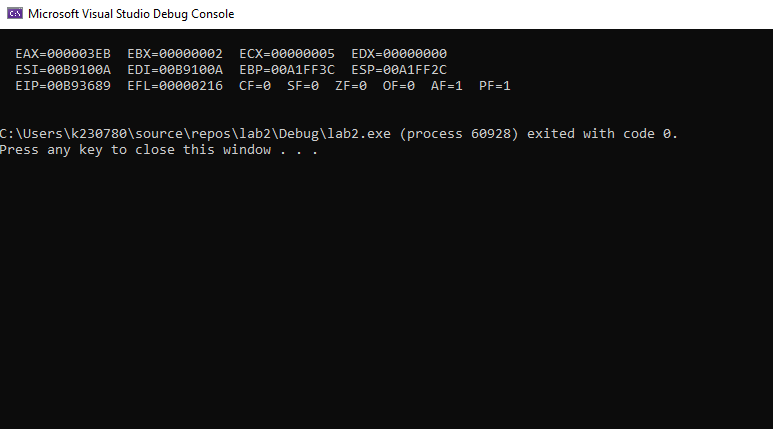 Microsoft Visual Studio Debug Console
EAX=000003EB EBX=00000002 ECX=00000005 EDX=00000000
ESI=00B9100A EDI=00B9100A EBP=00A1FF3C ESP=00A1FF2C
EIP=00B93689 EFL=00000216 CF=0 SF=0 ZF=0 OF=0 AF=1 PF=1
C:\Users\k230780\source\repos\lab2\Debug\lab2.exe (process 60928) exited with code 0.
Press any key to close this window . . .